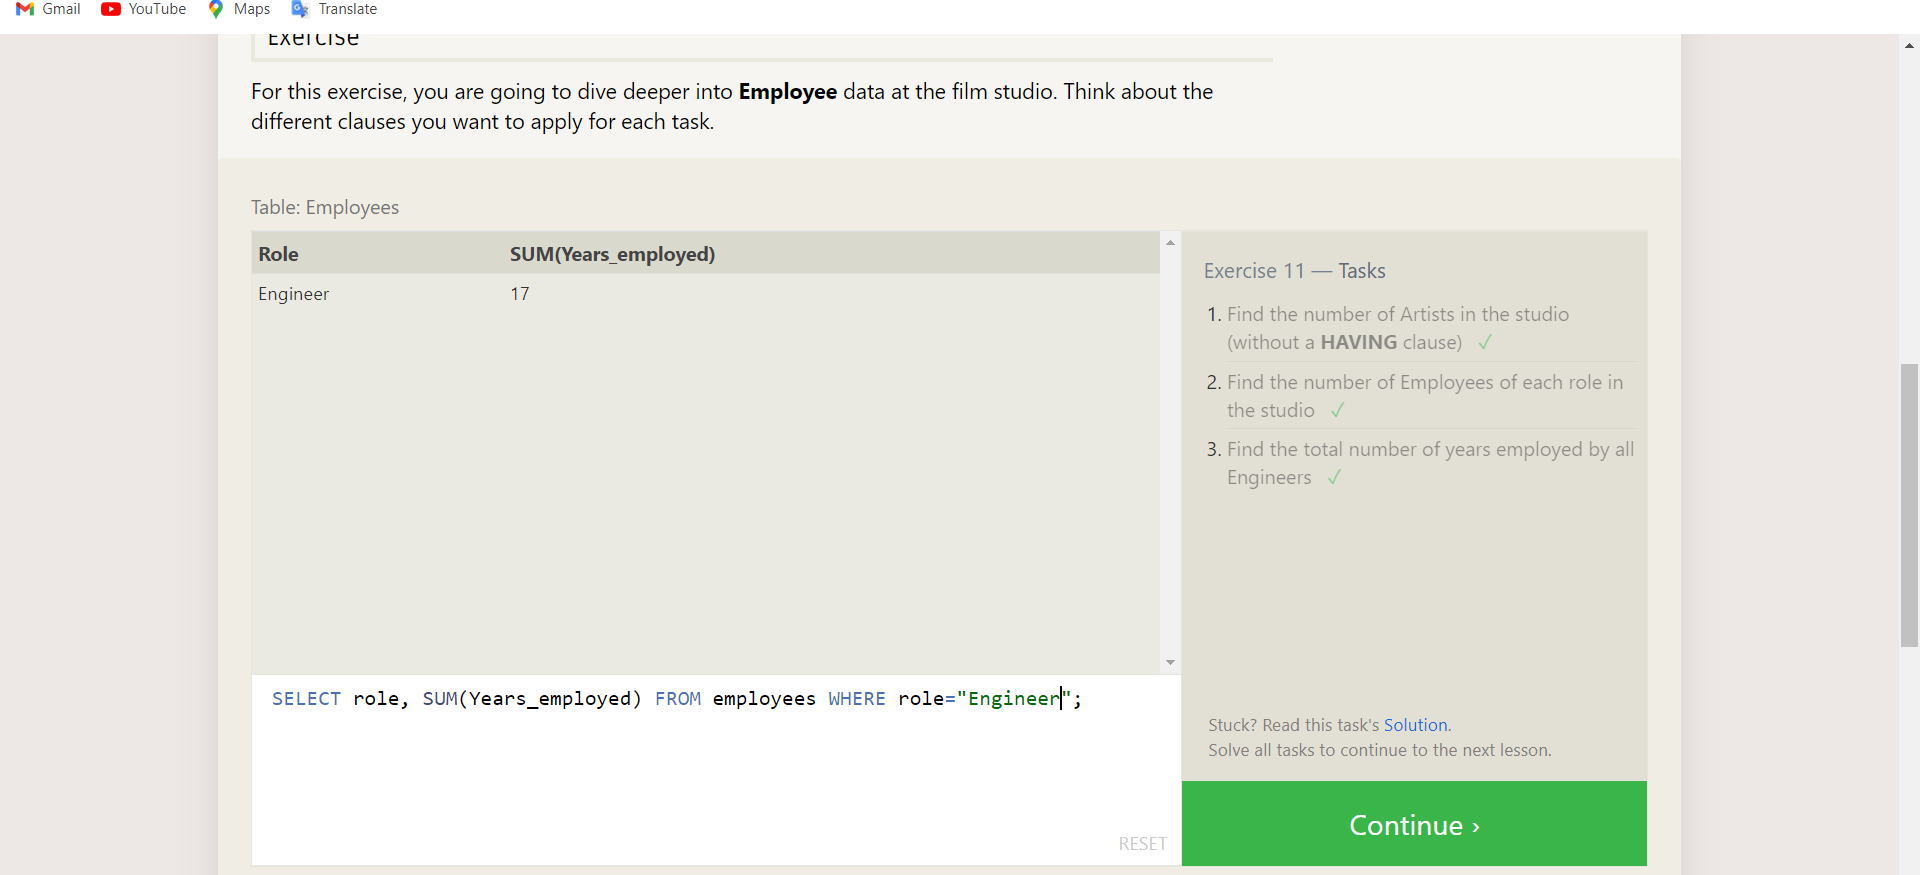 Gmail YouTube Maps Translate
Exercise
For this exercise, you are going to dive deeper into Employee data at the film studio. Think about the
different clauses you want to apply for each task.
Table: Employees
Role SUM(Years_employed)
Engineer 17
Exercise 11 — Tasks
1. Find the number of Artists in the studio
(without a HAVING clause) ✓
2. Find the number of Employees of each role in
the studio ✓
3. Find the total number of years employed by all
Engineers ✓
SELECT role, SUM(Years_employed) FROM employees WHERE role="Engineer";
RESET
Stuck? Read this task's Solution.
Solve all tasks to continue to the next lesson.
Continue ›